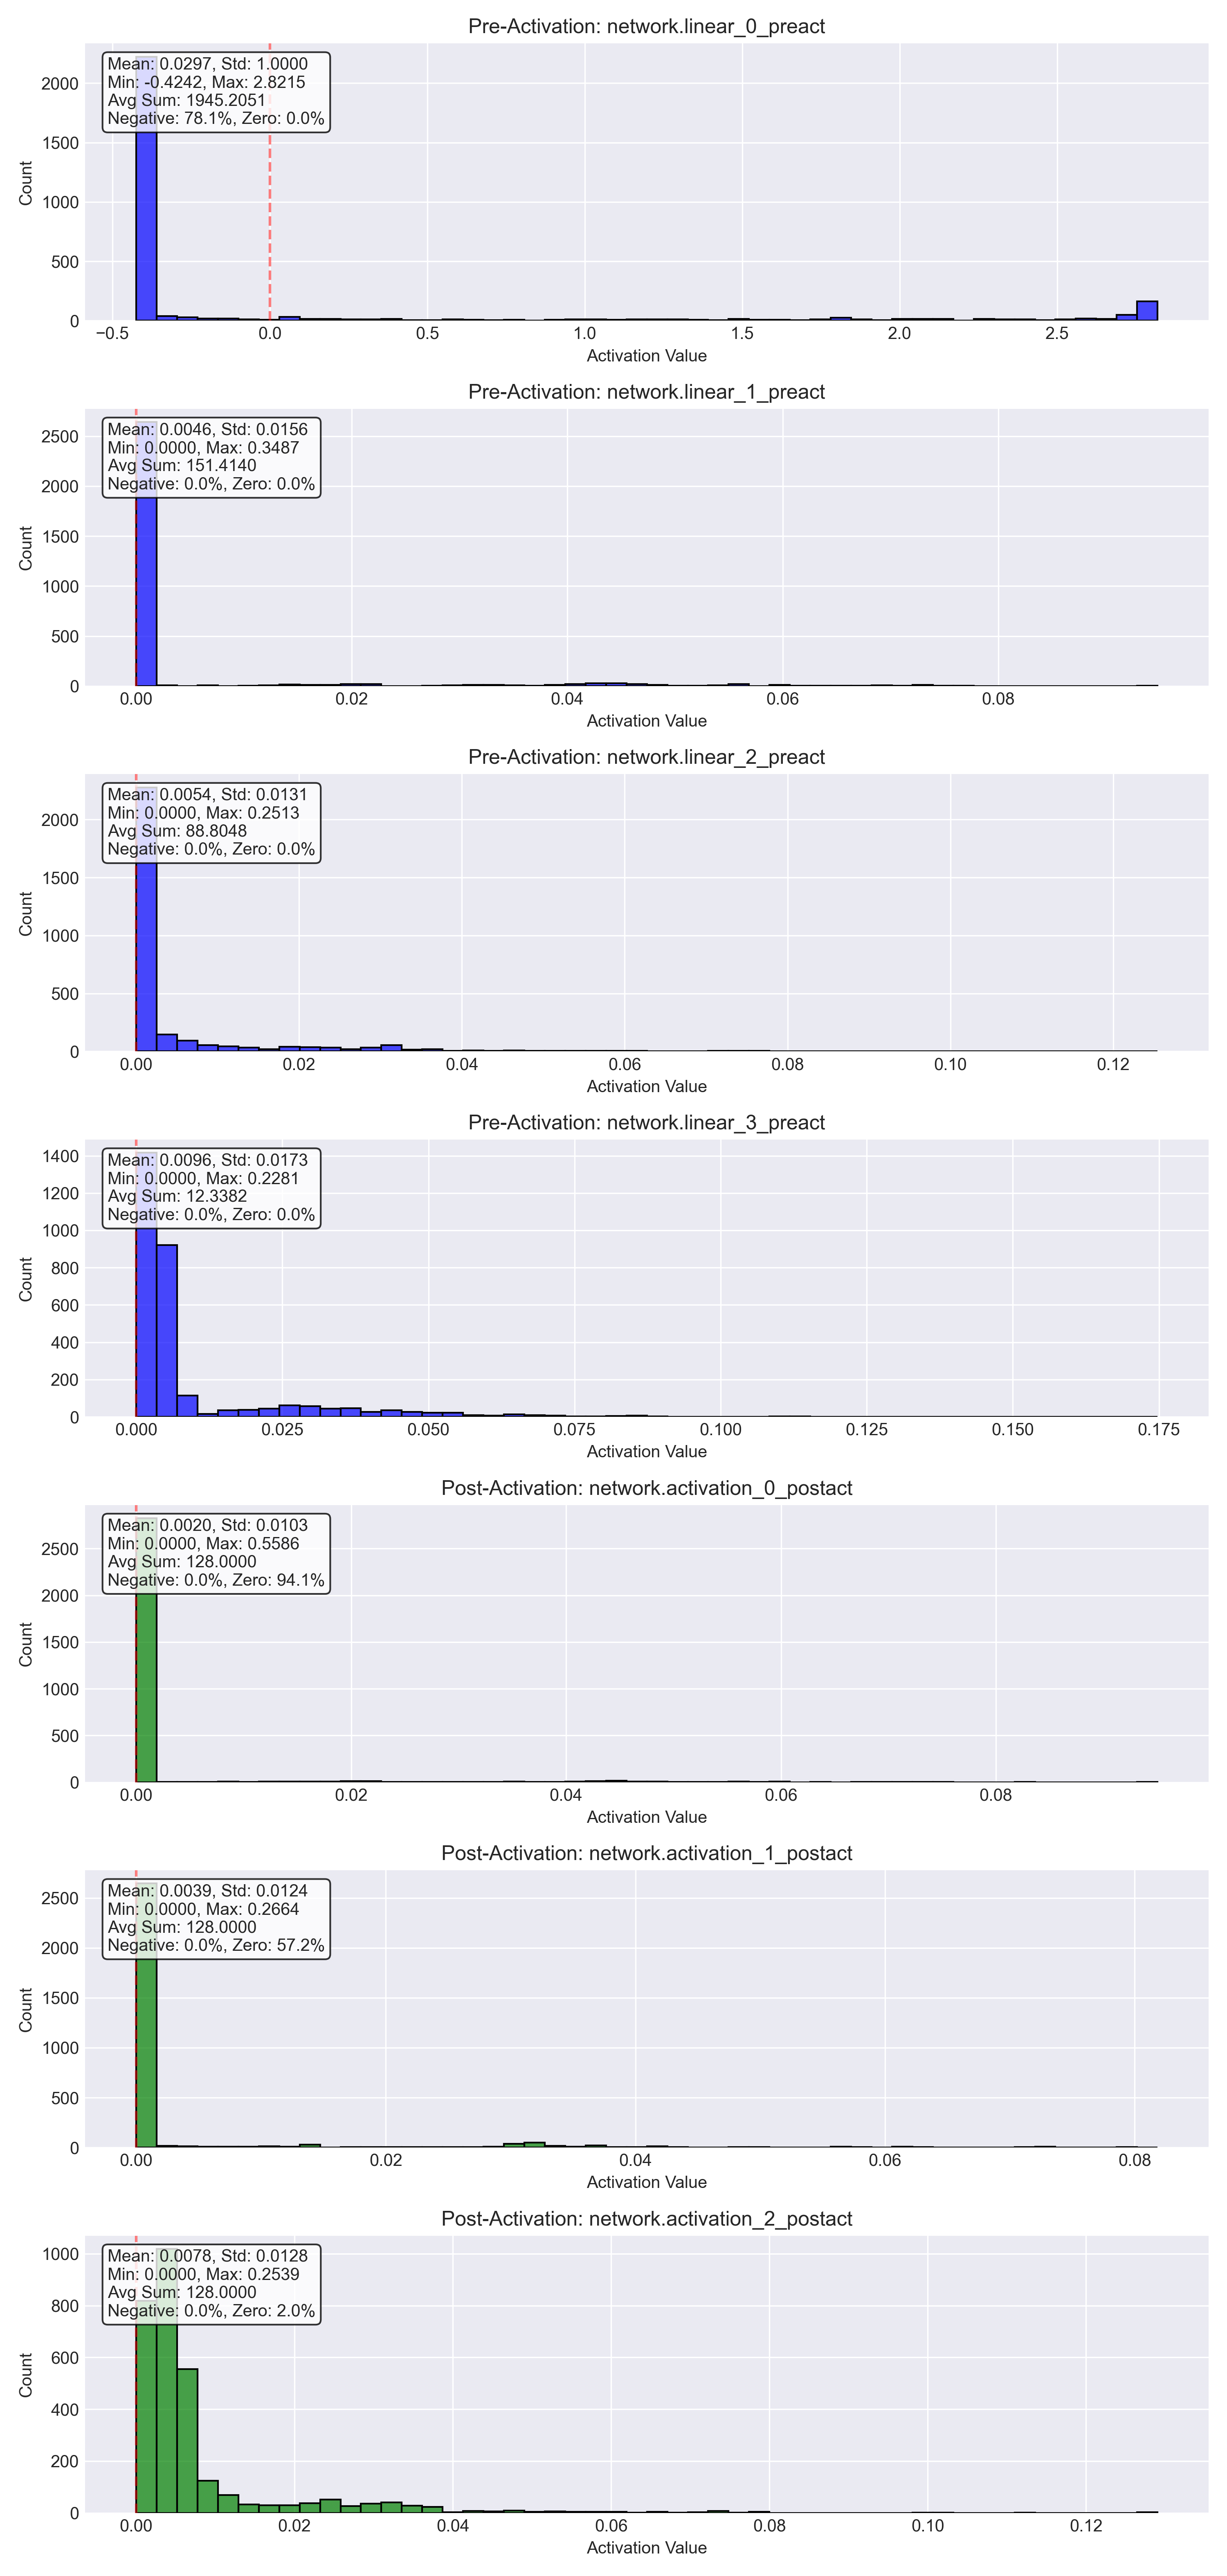 Pre-Activation: network.linear_0_preact
Mean: 0.0297, Std: 1.0000
Min: -0.4242, Max: 2.8215
Avg Sum: 1945.2051
Negative: 78.1%, Zero: 0.0%
Count
2000
1500
1000
500
0
−0.5 0.0 0.5 1.0 1.5 2.0 2.5
Activation Value
Pre-Activation: network.linear_1_preact
Mean: 0.0046, Std: 0.0156
Min: 0.0000, Max: 0.3487
Avg Sum: 151.4140
Negative: 0.0%, Zero: 0.0%
Count
2500
2000
1500
1000
500
0
0.00 0.02 0.04 0.06 0.08
Activation Value
Pre-Activation: network.linear_2_preact
Mean: 0.0054, Std: 0.0131
Min: 0.0000, Max: 0.2513
Avg Sum: 88.8048
Negative: 0.0%, Zero: 0.0%
Count
2000
1500
1000
500
0
0.00 0.02 0.04 0.06 0.08 0.10 0.12
Activation Value
Pre-Activation: network.linear_3_preact
Mean: 0.0096, Std: 0.0173
Min: 0.0000, Max: 0.2281
Avg Sum: 12.3382
Negative: 0.0%, Zero: 0.0%
Count
1400
1200
1000
800
600
400
200
0
0.000 0.025 0.050 0.075 0.100 0.125 0.150 0.175
Activation Value
Post-Activation: network.activation_0_postact
Mean: 0.0020, Std: 0.0103
Min: 0.0000, Max: 0.5586
Avg Sum: 128.0000
Negative: 0.0%, Zero: 94.1%
Count
2500
2000
1500
1000
500
0
0.00 0.02 0.04 0.06 0.08
Activation Value
Post-Activation: network.activation_1_postact
Mean: 0.0039, Std: 0.0124
Min: 0.0000, Max: 0.2664
Avg Sum: 128.0000
Negative: 0.0%, Zero: 57.2%
Count
2500
2000
1500
1000
500
0
0.00 0.02 0.04 0.06 0.08
Activation Value
Post-Activation: network.activation_2_postact
Mean: 0.0078, Std: 0.0128
Min: 0.0000, Max: 0.2539
Avg Sum: 128.0000
Negative: 0.0%, Zero: 2.0%
Count
1000
800
600
400
200
0
0.00 0.02 0.04 0.06 0.08 0.10 0.12
Activation Value